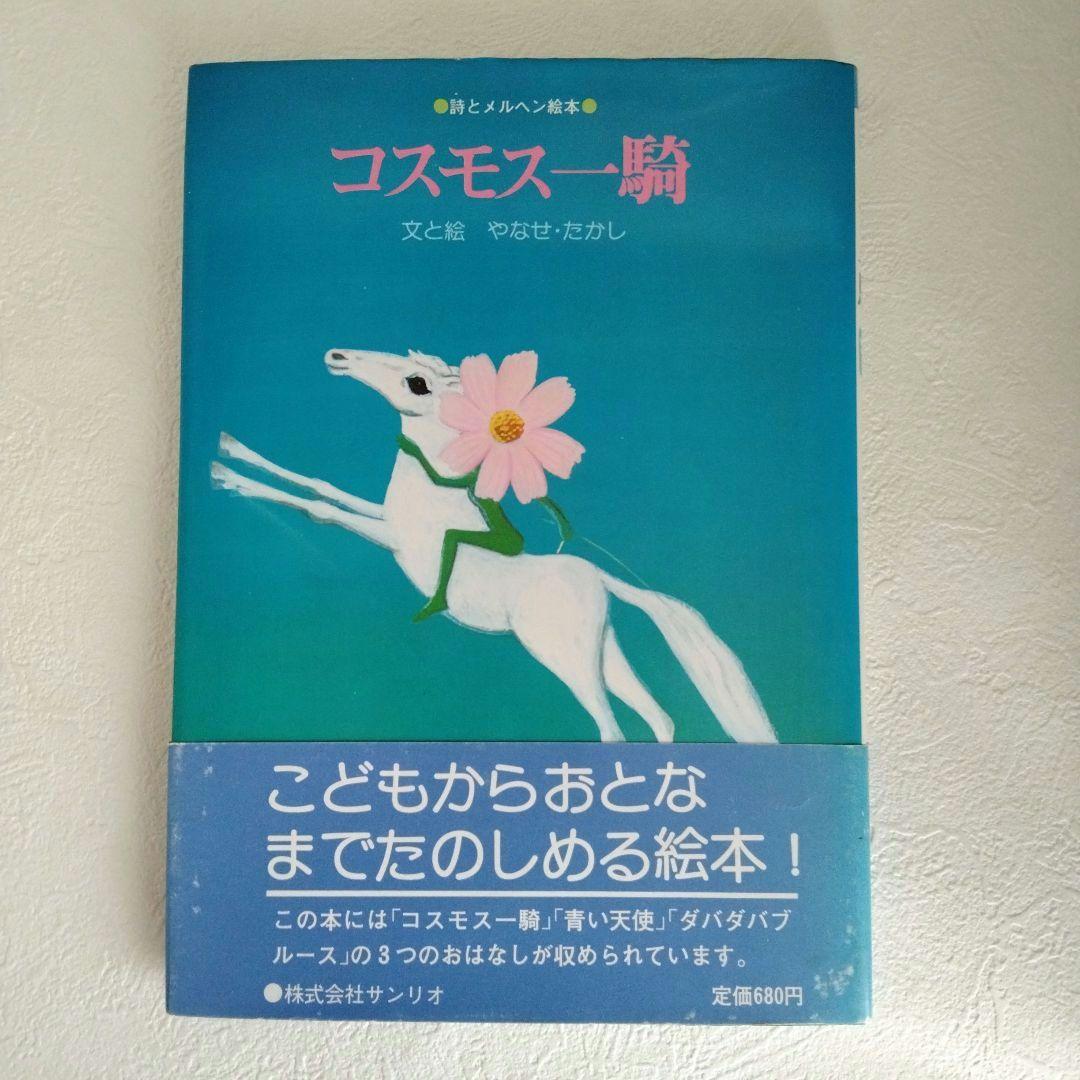 ●詩とメルヘン絵本●
コスモス一騎
文と絵 やなせ・たかし
こどもからおとな
までたのしめる絵本！
この本には「コスモス一騎」「青い天使」「ダバダバブ
ルース」の3つのおはなしが収められています。
●株式会社サンリオ 定価680円